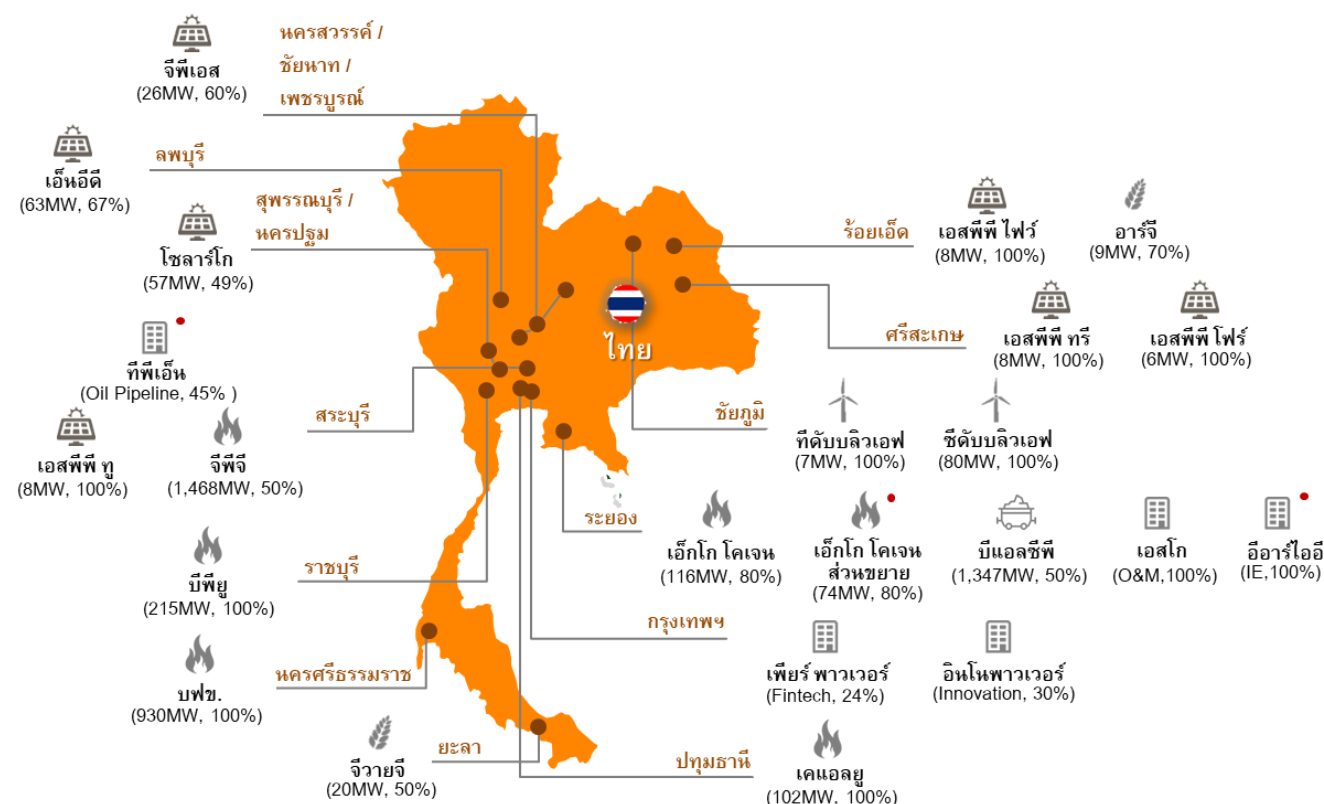 จีพีเอส
(26MW, 60%)
นครสวรรค์ /
ชัยนาท /
เพชรบูรณ์
เอ็นอีดี
(63MW, 67%)
ลพบุรี
โซลาร์โก
(57MW, 49%)
สุพรรณบุรี /
นครปฐม
ทีพีเอ็น
(Oil Pipeline, 45% )
เอสพีพี ทู
(8MW, 100%)
จีพีจี
(1,468MW, 50%)
สระบุรี
บีพียู
(215MW, 100%)
ราชบุรี
บฟข.
(930MW, 100%)
นครศรีธรรมราช
จีวายจี
(20MW, 50%)
ยะลา
ไทย
ร้อยเอ็ด
เอสพีพี ไฟว์
(8MW, 100%)
อาร์จี
(9MW, 70%)
ศรีสะเกษ
เอสพีพี ทรี
(8MW, 100%)
เอสพีพี โฟร์
(6MW, 100%)
ชัยภูมิ
ทีดับบลิวเอฟ
(7MW, 100%)
ซีดับบลิวเอฟ
(80MW, 100%)
ระยอง
เอ็กโก โคเจน
(116MW, 80%)
เอ็กโก โคเจน
ส่วนขยาย
(74MW, 80%)
บีแอลซีพี
(1,347MW, 50%)
เอสโก
(O&M,100%)
อีอาร์ไออี
(IE,100%)
กรุงเทพฯ
เพียร์ พาวเวอร์
(Fintech, 24%)
อินโนพาวเวอร์
(Innovation, 30%)
ปทุมธานี
เคแอลยู
(102MW, 100%)